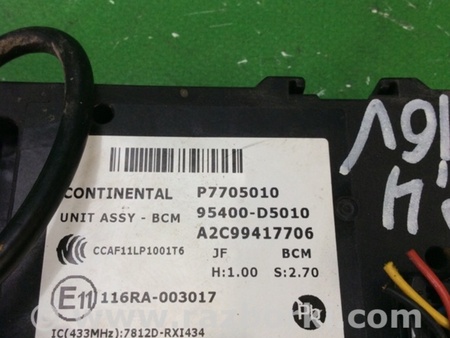 CONTINENTAL P7705010
UNIT ASSY - BCM 95400-D5010
A2C99417706
CCAF11LP1001T6 JF BCM
H:1.00 S:2.70
E11 116RA-003017
Pb
IC(433MHz):7812D-RXI434